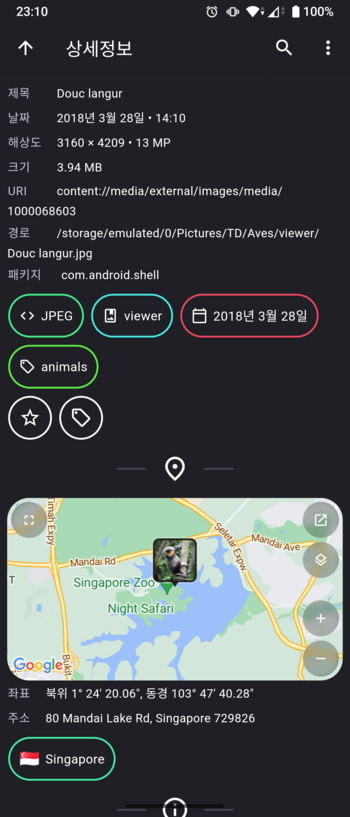 23:10
100%
상세정보
제목 Douc langur
날짜 2018년 3월 28일 • 14:10
해상도 3160 × 4209 • 13 MP
크기 3.94 MB
URI content://media/external/images/media/
1000068603
경로 /storage/emulated/0/Pictures/TD/Aves/viewer/
Douc langur.jpg
패키지 com.android.shell
JPEG
viewer
2018년 3월 28일
animals
Timah Expy
Seletar Expw.
Mandai Ave
Mandai Rd
T
Singapore Zoo
Night Safari
Bukit
Google
좌표 북위 1° 24′ 20.06″, 동경 103° 47′ 40.28″
주소 80 Mandai Lake Rd, Singapore 729826
Singapore